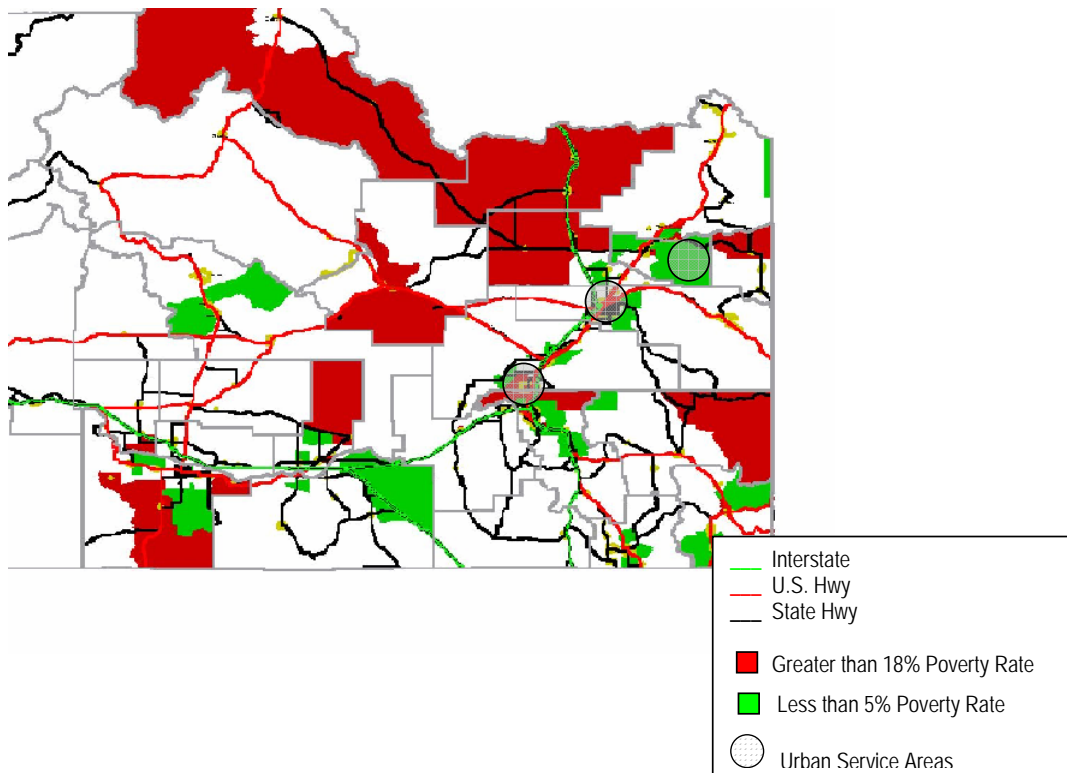 Interstate
U.S. Hwy
State Hwy
Greater than 18% Poverty Rate
Less than 5% Poverty Rate
Urban Service Areas